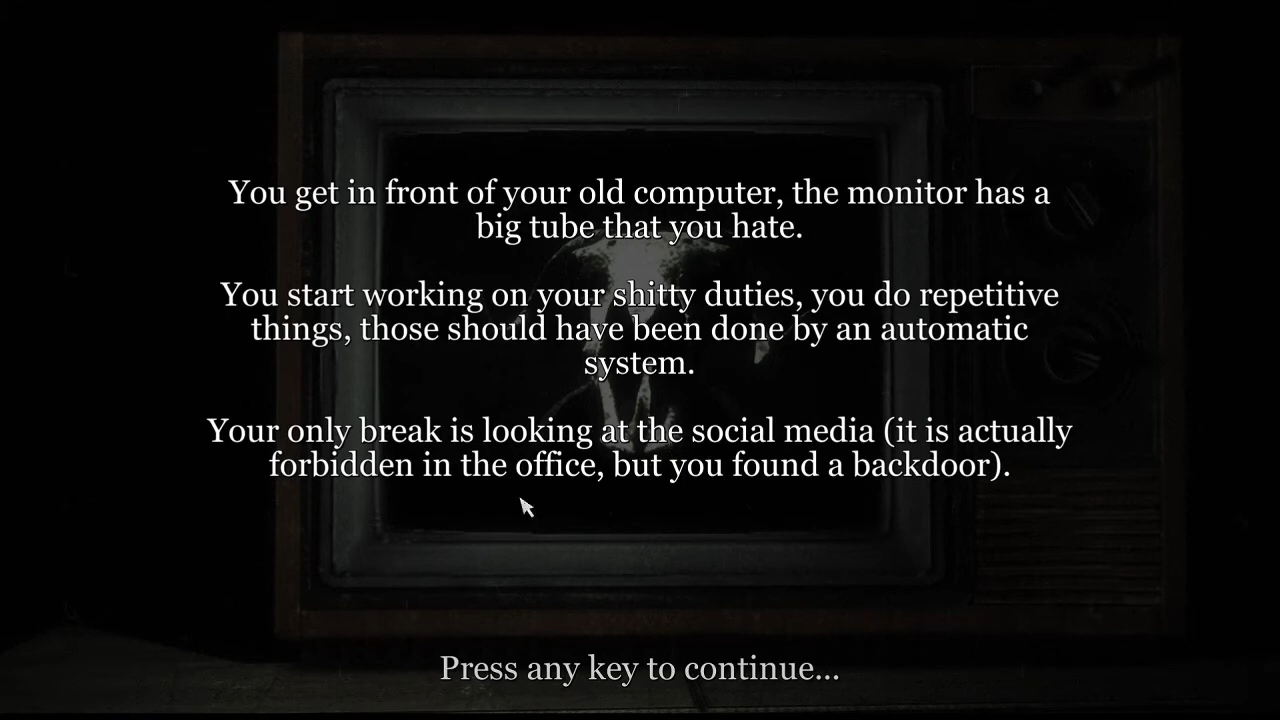 You get in front of your old computer, the monitor has a
big tube that you hate.
You start working on your shitty duties, you do repetitive
things, those should have been done by an automatic
system.
Your only break is looking at the social media (it is actually
forbidden in the office, but you found a backdoor).
Press any key to continue...